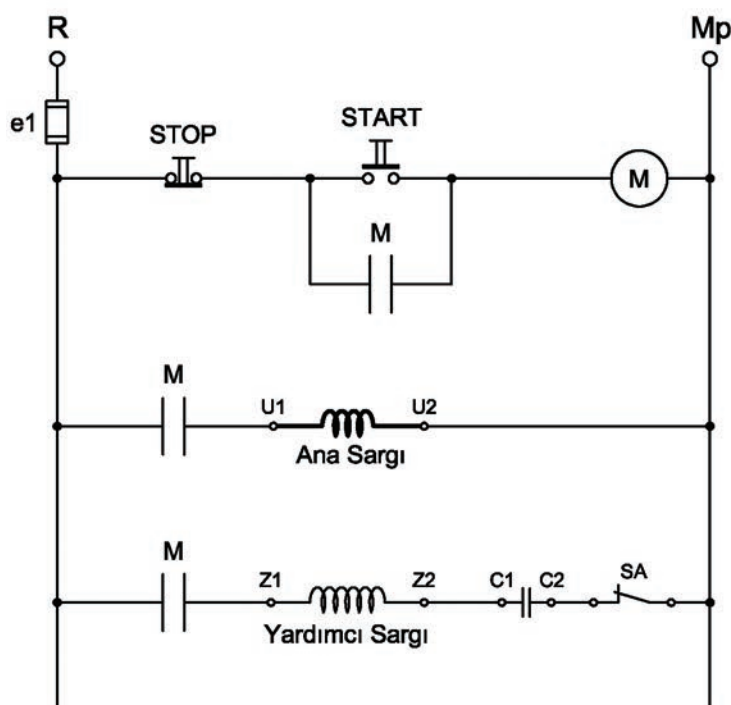 R Mp
e1
STOP START
M
M
M
U1 U2
Ana Sargı
M
Z1 Z2 C1 C2 SA
Yardımcı Sargı